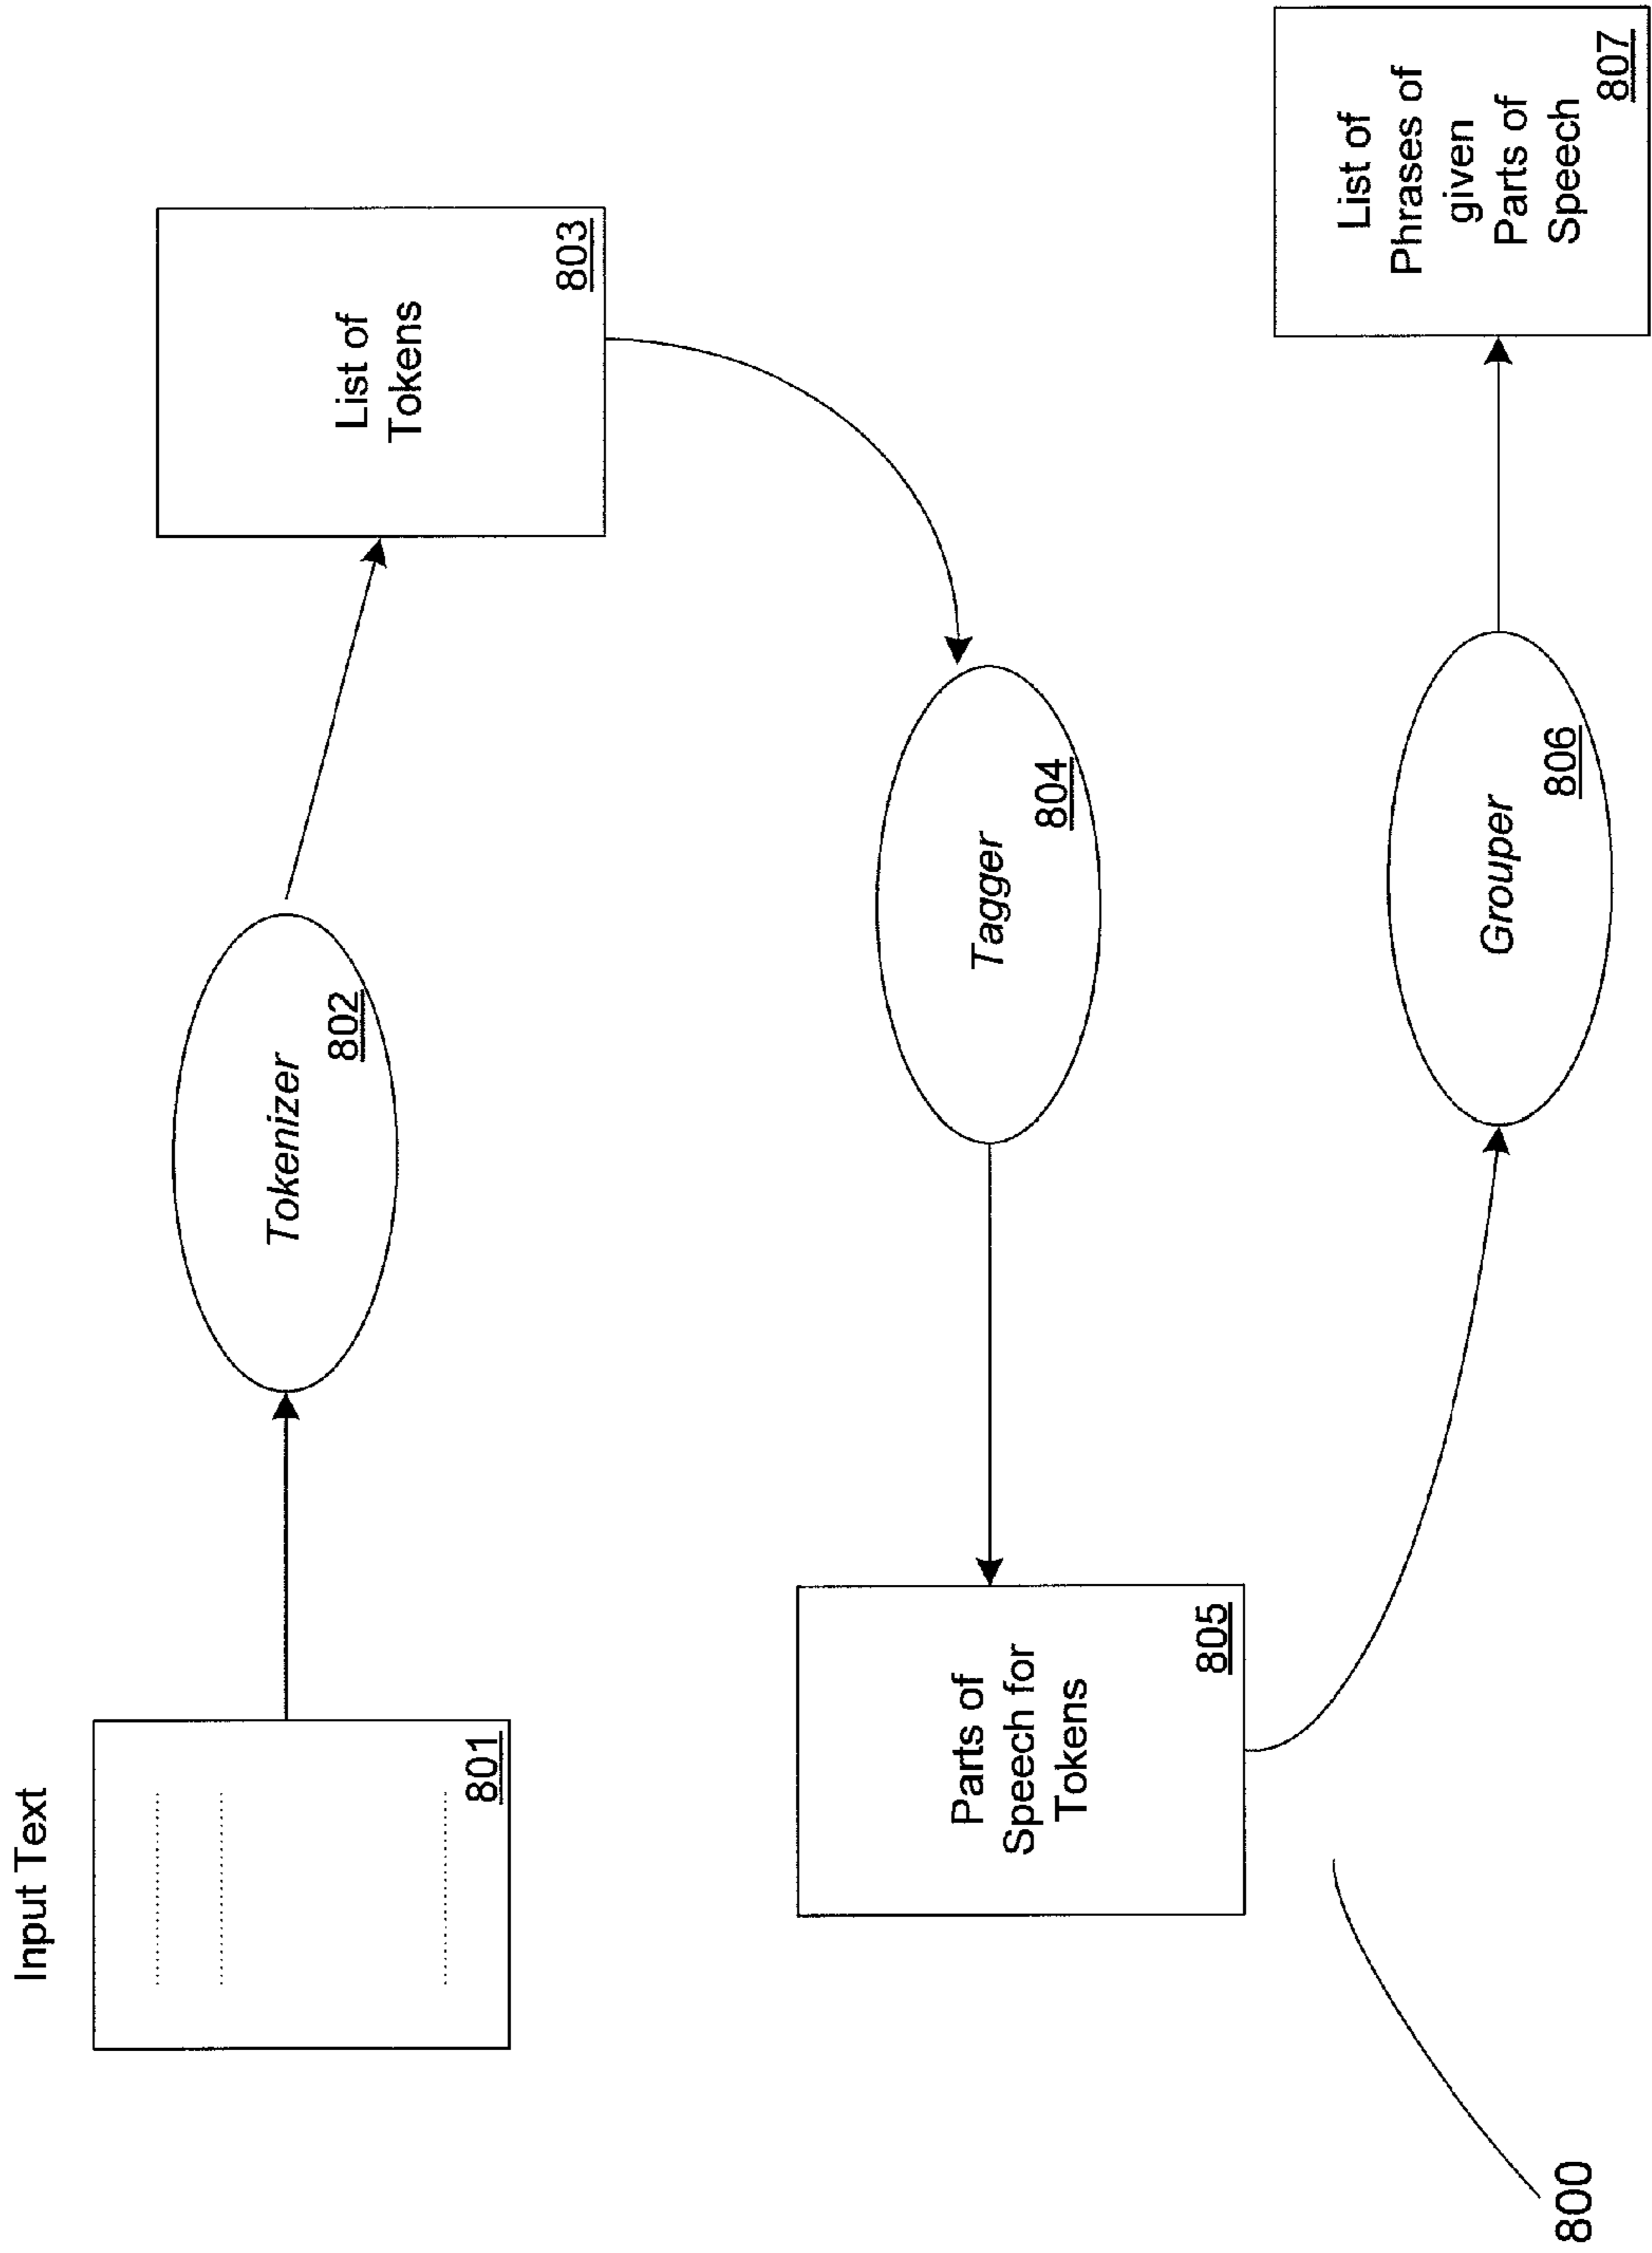 Input Text
801
Tokenizer
802
List of
Tokens
803
Tagger
804
Parts of
Speech for
Tokens
805
Grouper
806
List of
Phrases of
given
Parts of
Speech
807
800